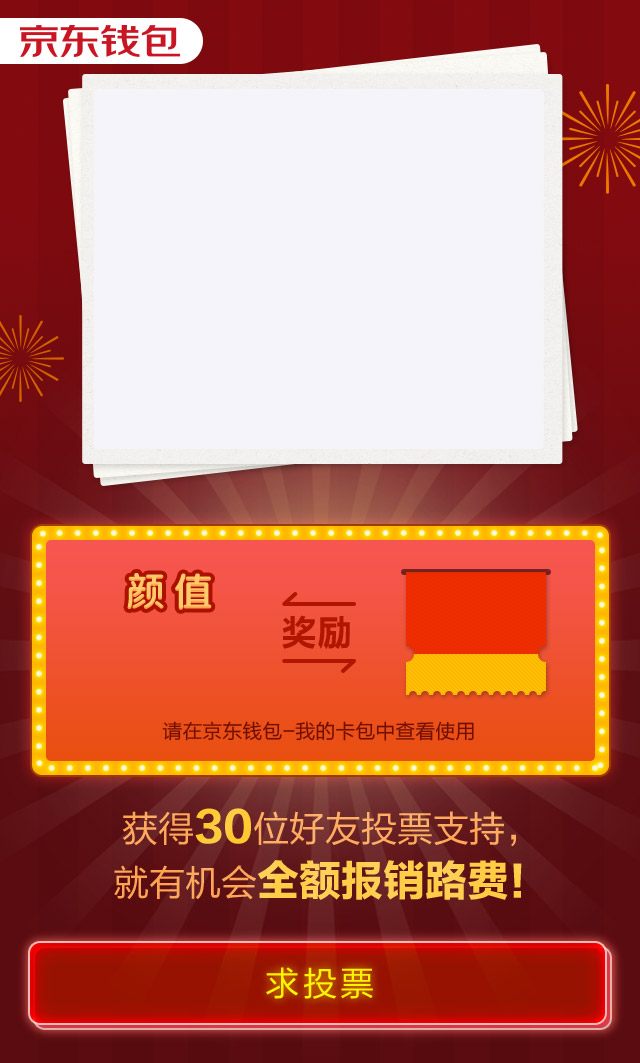 京东钱包
颜值
奖励
请在京东钱包-我的卡包中查看使用
获得30位好友投票支持，
就有机会全额报销路费!
求投票